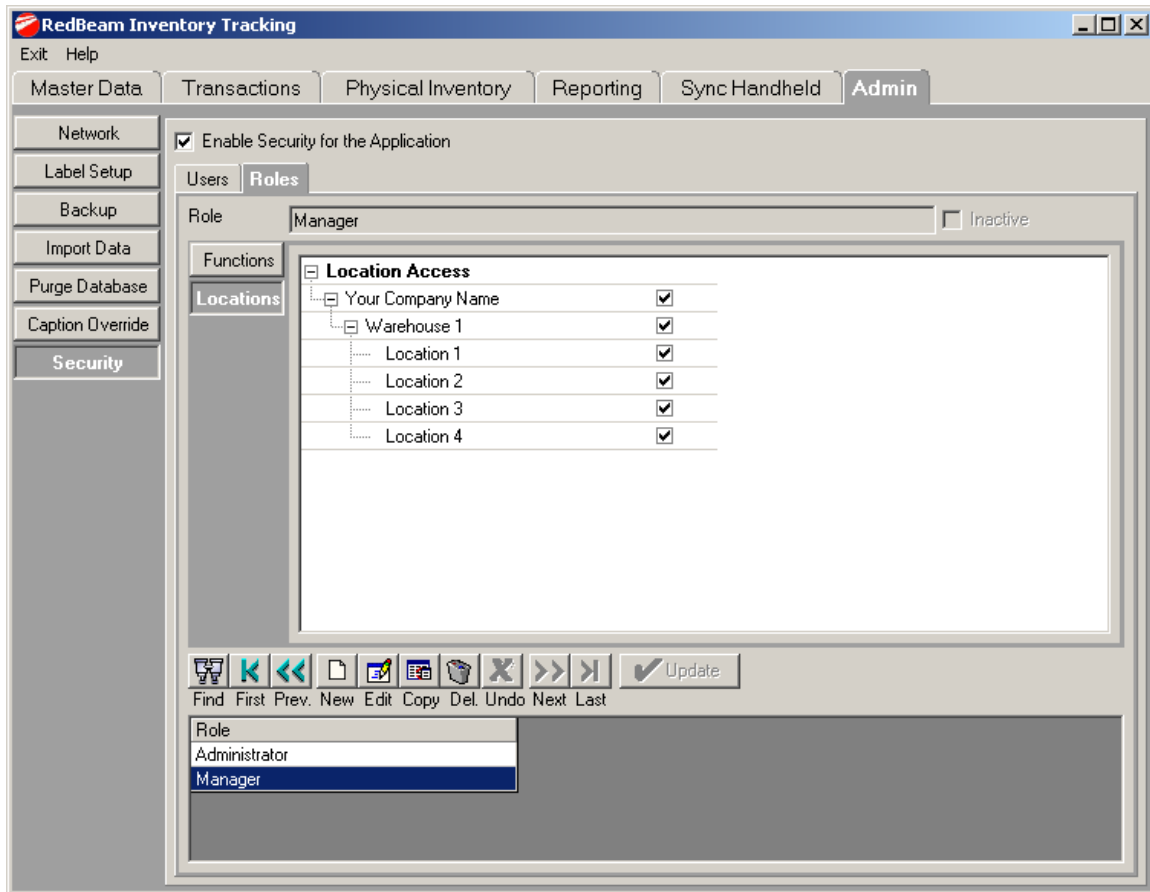 RedBeam Inventory Tracking
Exit Help
Master Data Transactions Physical Inventory Reporting Sync Handheld Admin
Network
Label Setup
Backup
Import Data
Purge Database
Caption Override
Security
Enable Security for the Application
Users Roles
Role Manager Inactive
Functions
Locations
Location Access
Your Company Name
Warehouse 1
Location 1
Location 2
Location 3
Location 4
Update
Find First Prev. New Edit Copy Del. Undo Next Last
Role
Administrator
Manager